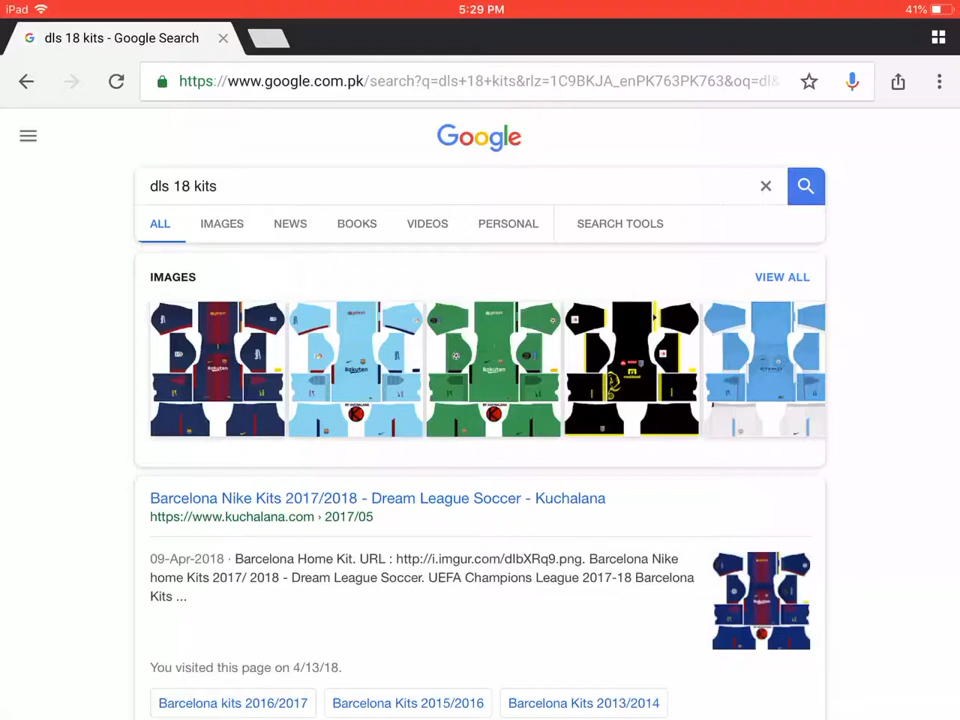 iPad 5:29 PM 41%
dls 18 kits - Google Search
https://www.google.com.pk/search?q=dls+18+kits&rlz=1C9BKJA_enPK763PK763&oq=dl
Google
dls 18 kits
ALL IMAGES NEWS BOOKS VIDEOS PERSONAL SEARCH TOOLS
IMAGES VIEW ALL
Rakuten Rakuten
Barcelona Nike Kits 2017/2018 - Dream League Soccer - Kuchalana
https://www.kuchalana.com › 2017/05
09-Apr-2018 · Barcelona Home Kit. URL : http://i.imgur.com/dIbXRq9.png. Barcelona Nike
home Kits 2017/ 2018 - Dream League Soccer. UEFA Champions League 2017-18 Barcelona
Kits ...
You visited this page on 4/13/18.
Barcelona kits 2016/2017 Barcelona Kits 2015/2016 Barcelona Kits 2013/2014